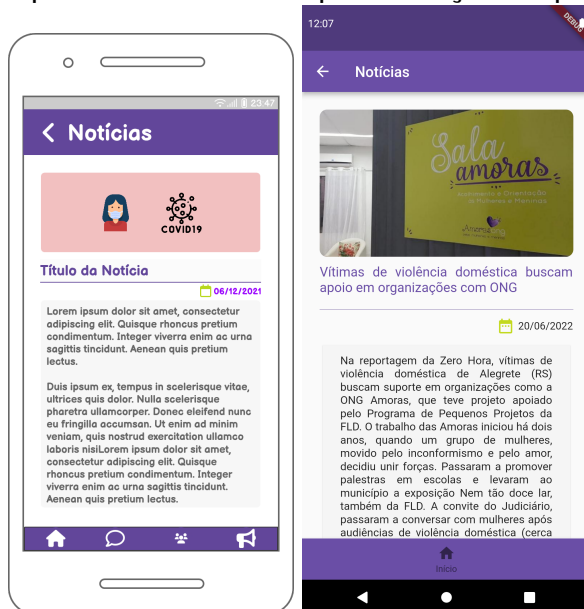 23:47
Notícias
COVID19
Título da Notícia
06/12/2021
Lorem ipsum dolor sit amet, consectetur
adipiscing elit. Quisque rhoncus pretium
condimentum. Integer viverra enim ac urna
sagittis tincidunt. Aenean quis pretium
lectus.
Duis ipsum ex, tempus in scelerisque vitae,
ultrices quis dolor. Nulla scelerisque
pharetra ullamcorper. Donec eleifend nunc
eu fringilla accumsan. Ut enim ad minim
veniam, quis nostrud exercitation ullamco
laboris nisiLorem ipsum dolor sit amet,
consectetur adipiscing elit. Quisque
rhoncus pretium condimentum. Integer
viverra enim ac urna sagittis tincidunt.
Aenean quis pretium lectus.
12:07
Notícias
Sala
amoras
Vítimas de violência doméstica buscam
apoio em organizações com ONG
20/06/2022
Na reportagem da Zero Hora, vítimas de
violência doméstica de Alegrete (RS)
buscam suporte em organizações como a
ONG Amoras, que teve projeto apoiado
pelo Programa de Pequenos Projetos da
FLD. O trabalho das Amoras iniciou há dois
anos, quando um grupo de mulheres,
movido pelo inconformismo e pelo amor,
decidiu unir forças. Passaram a promover
palestras em escolas e levaram ao
município a exposição Nem tão doce lar,
também da FLD. A convite do Judiciário,
passaram a conversar com mulheres após
audiências de violência doméstica (cerca
Início